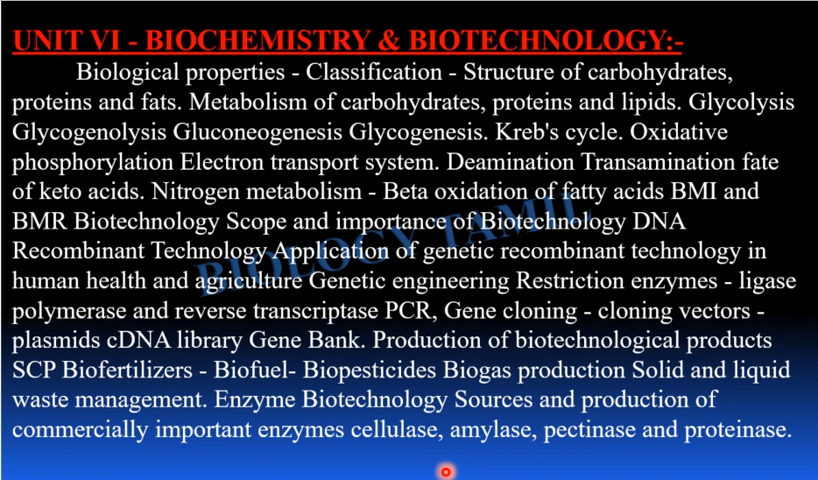 UNIT VI - BIOCHEMISTRY & BIOTECHNOLOGY:-
Biological properties - Classification - Structure of carbohydrates,
proteins and fats. Metabolism of carbohydrates, proteins and lipids. Glycolysis
Glycogenolysis Gluconeogenesis Glycogenesis. Kreb's cycle. Oxidative
phosphorylation Electron transport system. Deamination Transamination fate
of keto acids. Nitrogen metabolism - Beta oxidation of fatty acids BMI and
BMR Biotechnology Scope and importance of Biotechnology DNA
Recombinant Technology Application of genetic recombinant technology in
human health and agriculture Genetic engineering Restriction enzymes - ligase
polymerase and reverse transcriptase PCR, Gene cloning - cloning vectors -
plasmids cDNA library Gene Bank. Production of biotechnological products
SCP Biofertilizers - Biofuel- Biopesticides Biogas production Solid and liquid
waste management. Enzyme Biotechnology Sources and production of
commercially important enzymes cellulase, amylase, pectinase and proteinase.
BIOLOGY TAMIL